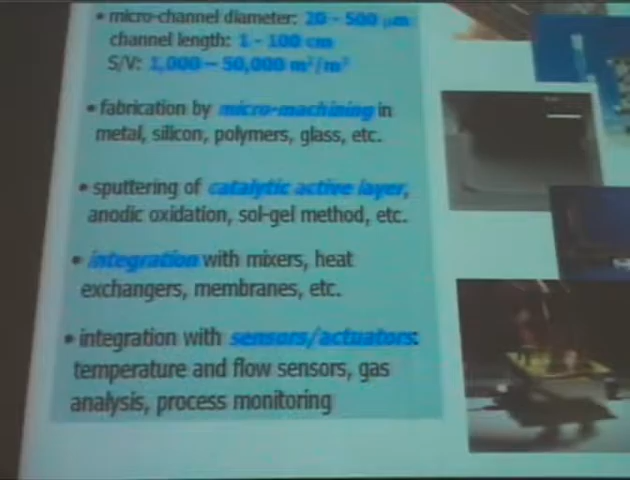 • micro-channel diameter: 20 - 500 μm
channel length: 1 - 100 cm
S/V: 1,000 – 50,000 m²/m³
• fabrication by micro-machining in
metal, silicon, polymers, glass, etc.
• sputtering of catalytic active layer,
anodic oxidation, sol-gel method, etc.
• integration with mixers, heat
exchangers, membranes, etc.
• integration with sensors/actuators:
temperature and flow sensors, gas
analysis, process monitoring